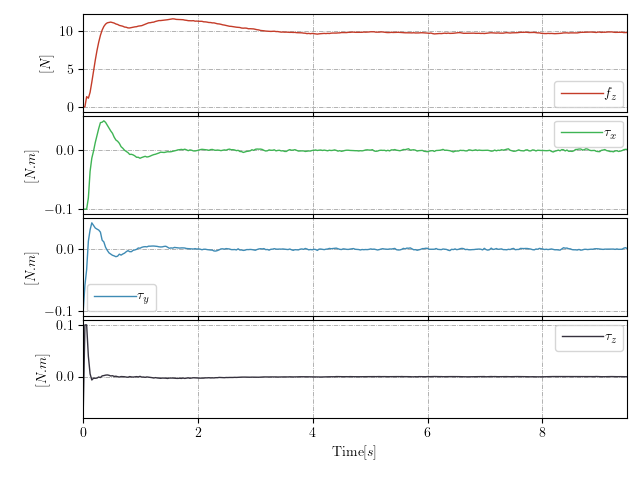 10
5
0
[N]
f_z
0.0
−0.1
[N.m]
τ_x
0.0
−0.1
[N.m]
τ_y
0.1
0.0
[N.m]
τ_z
0 2 4 6 8
Time[s]